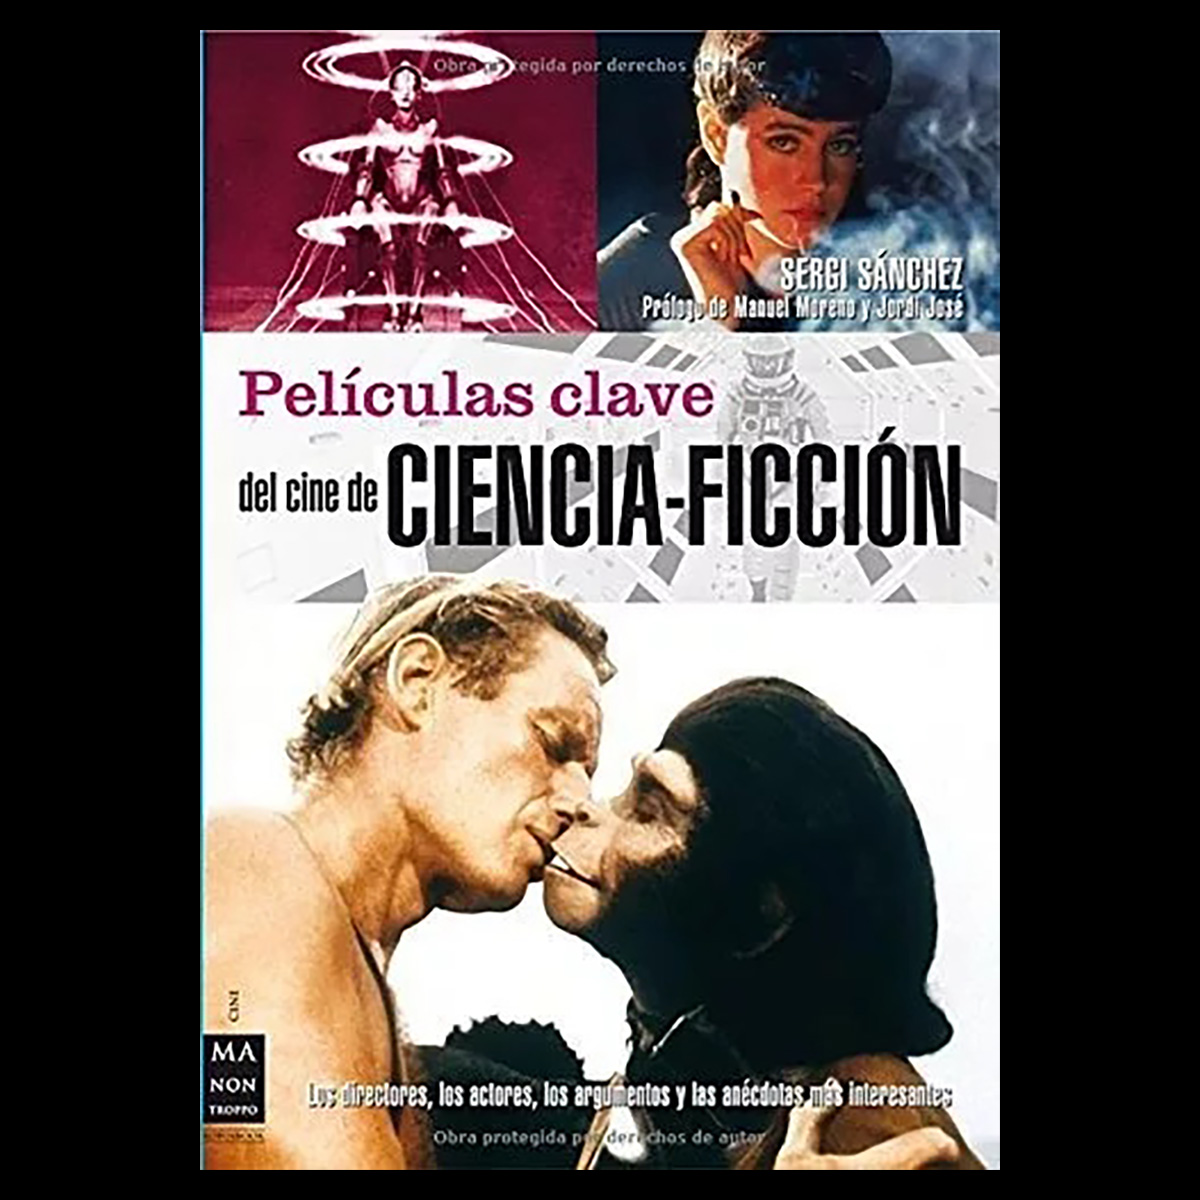 Obra protegida por derechos de autor
SERGI SÁNCHEZ
Prólogo de Manuel Moreno y Jordi José
Películas clave
del cine de CIENCIA-FICCIÓN
CINE
MA
NON
TROPPO
Los directores, los actores, los argumentos y las anécdotas más interesantes
Obra protegida por derechos de autor